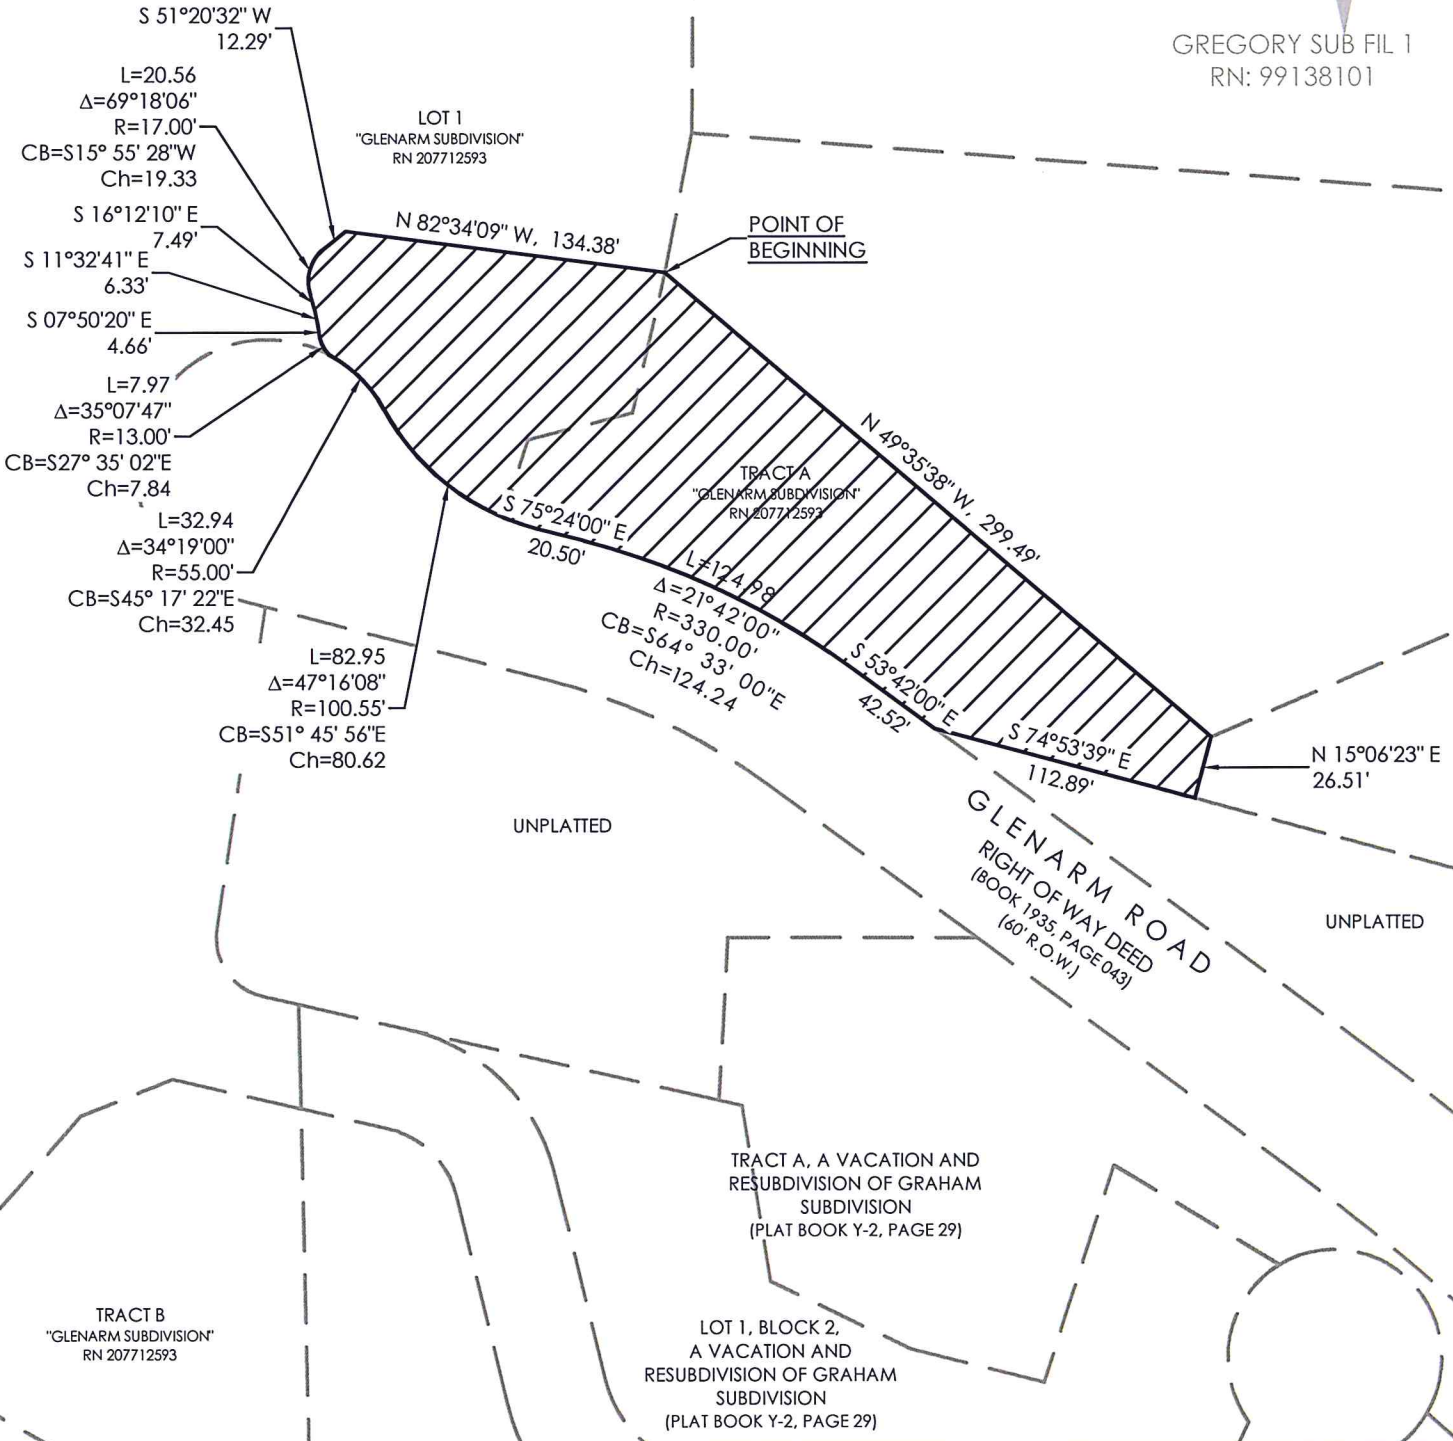 S 51°20'32" W
12.29'
L=20.56
Δ=69°18'06"
R=17.00'
CB=S15° 55' 28"W
Ch=19.33
S 16°12'10" E
7.49'
S 11°32'41" E
6.33'
S 07°50'20" E
4.66'
L=7.97
Δ=35°07'47"
R=13.00'
CB=S27° 35' 02"E
Ch=7.84
L=32.94
Δ=34°19'00"
R=55.00'
CB=S45° 17' 22"E
Ch=32.45
L=82.95
Δ=47°16'08"
R=100.55'
CB=S51° 45' 56"E
Ch=80.62
LOT 1
"GLENARM SUBDIVISION"
RN 207712593
GREGORY SUB FIL 1
RN: 99138101
N 82°34'09" W, 134.38'
POINT OF
BEGINNING
N 49°35'38" W, 299.49'
TRACT A
"GLENARM SUBDIVISION"
RN 207712593
S 75°24'00" E
20.50'
L=124.98
Δ=21°42'00"
R=330.00'
CB=S64° 33' 00"E
Ch=124.24
S 53°42'00" E
42.52'
S 74°53'39" E
112.89'
N 15°06'23" E
26.51'
UNPLATTED
GLENARM ROAD
RIGHT OF WAY DEED
(BOOK 1935, PAGE 043)
(60' R.O.W.)
UNPLATTED
TRACT A, A VACATION AND
RESUBDIVISION OF GRAHAM
SUBDIVISION
(PLAT BOOK Y-2, PAGE 29)
TRACT B
"GLENARM SUBDIVISION"
RN 207712593
LOT 1, BLOCK 2,
A VACATION AND
RESUBDIVISION OF GRAHAM
SUBDIVISION
(PLAT BOOK Y-2, PAGE 29)